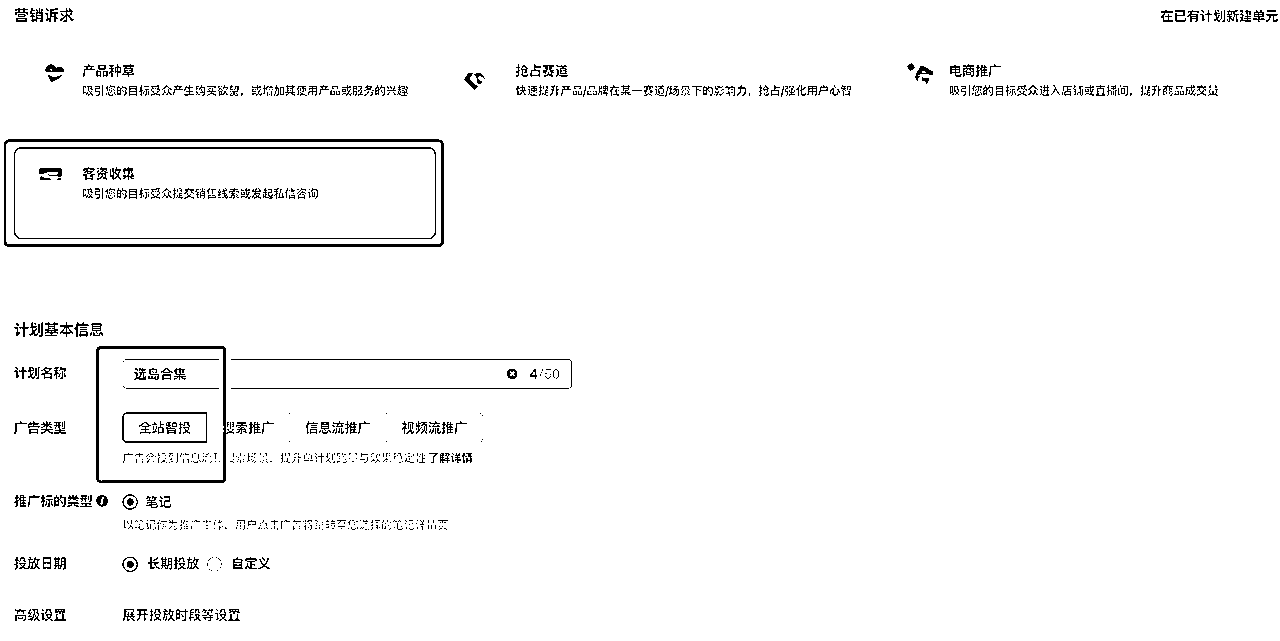 营销诉求
在已有计划新建单元
产品种草
吸引您的目标受众产生购买欲望，或增加其使用产品或服务的兴趣
抢占赛道
快速提升产品/品牌在某一赛道/场景下的影响力，抢占/强化用户心智
电商推广
吸引您的目标受众进入店铺或直播间，提升商品成交量
客资收集
吸引您的目标受众提交销售线索或发起私信咨询
计划基本信息
计划名称 选岛合集 4/50
广告类型 全站智投 搜索推广 信息流推广 视频流推广
广告会投到信息流和搜索场景，提升单计划跑量与效果稳定性 了解详情
推广标的类型 笔记
以笔记作为推广主体，用户点击广告将跳转至您选择的笔记详情页
投放日期 长期投放 自定义
高级设置 展开投放时段等设置